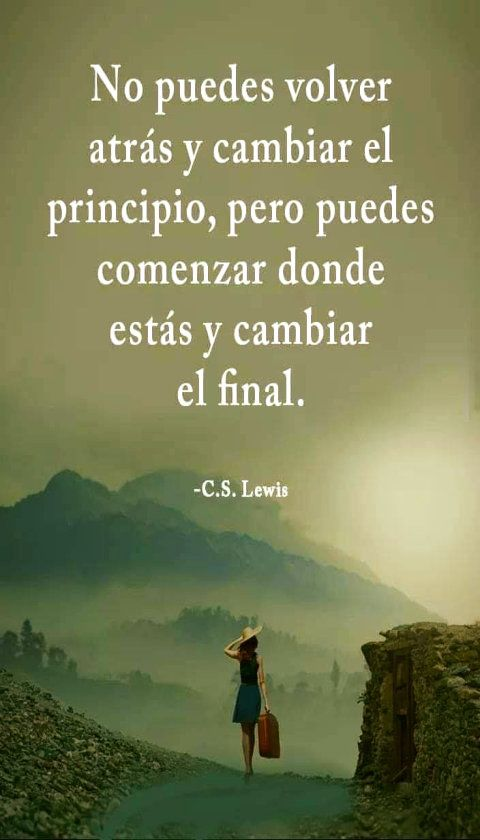 No puedes volver
atrás y cambiar el
principio, pero puedes
comenzar donde
estás y cambiar
el final.
-C.S. Lewis